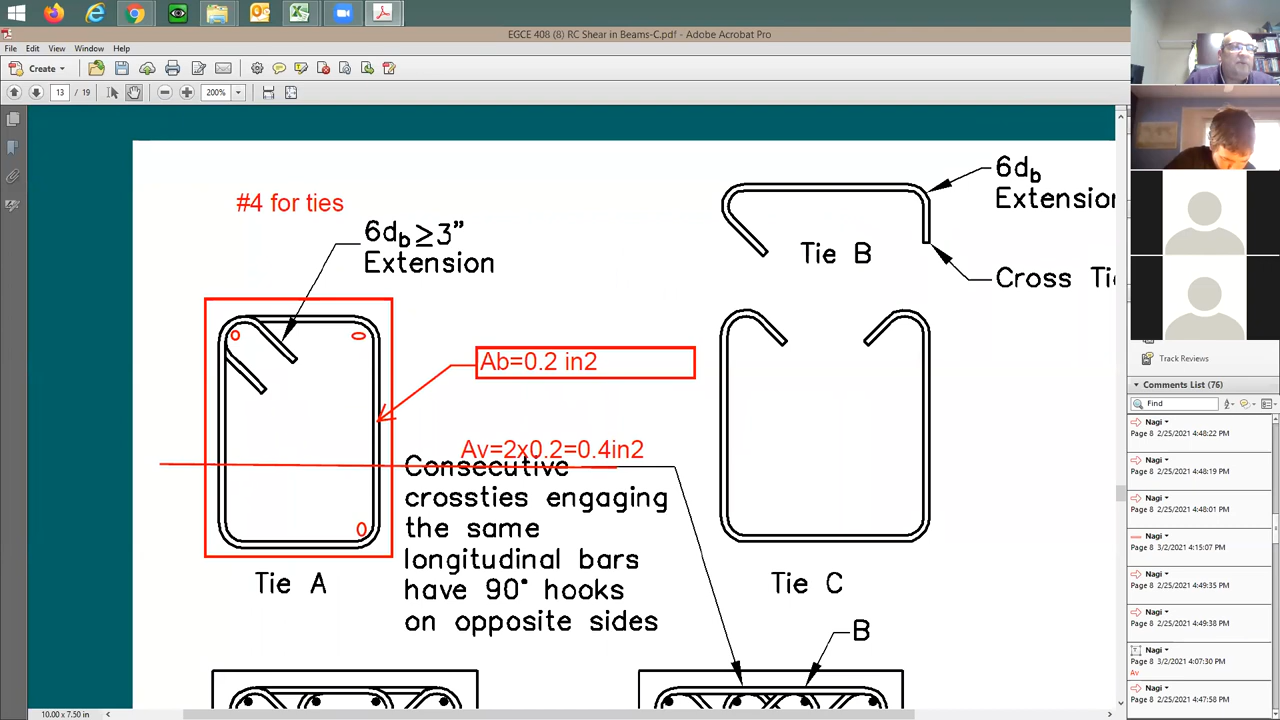 EGCE 408 (8) RC Shear in Beams-C.pdf - Adobe Acrobat Pro
File Edit View Window Help
Create
13 / 19
200%
#4 for ties
6db ≥ 3”
Extension
6db
Extension
Tie B
Cross Ti
Ab=0.2 in2
Av=2x0.2=0.4in2
Consecutive
crossties engaging
the same
longitudinal bars
have 90° hooks
on opposite sides
Tie A
Tie C
B
10.00 x 7.50 in
Track Reviews
Comments List (76)
Find
Nagi
Page 8 2/25/2021 4:48:22 PM
Nagi
Page 8 2/25/2021 4:48:19 PM
Nagi
Page 8 2/25/2021 4:48:01 PM
Nagi
Page 8 3/2/2021 4:15:07 PM
Nagi
Page 8 2/25/2021 4:49:35 PM
Nagi
Page 8 2/25/2021 4:49:38 PM
Nagi
Page 8 3/2/2021 4:07:30 PM
Av
Nagi
Page 8 2/25/2021 4:47:58 PM